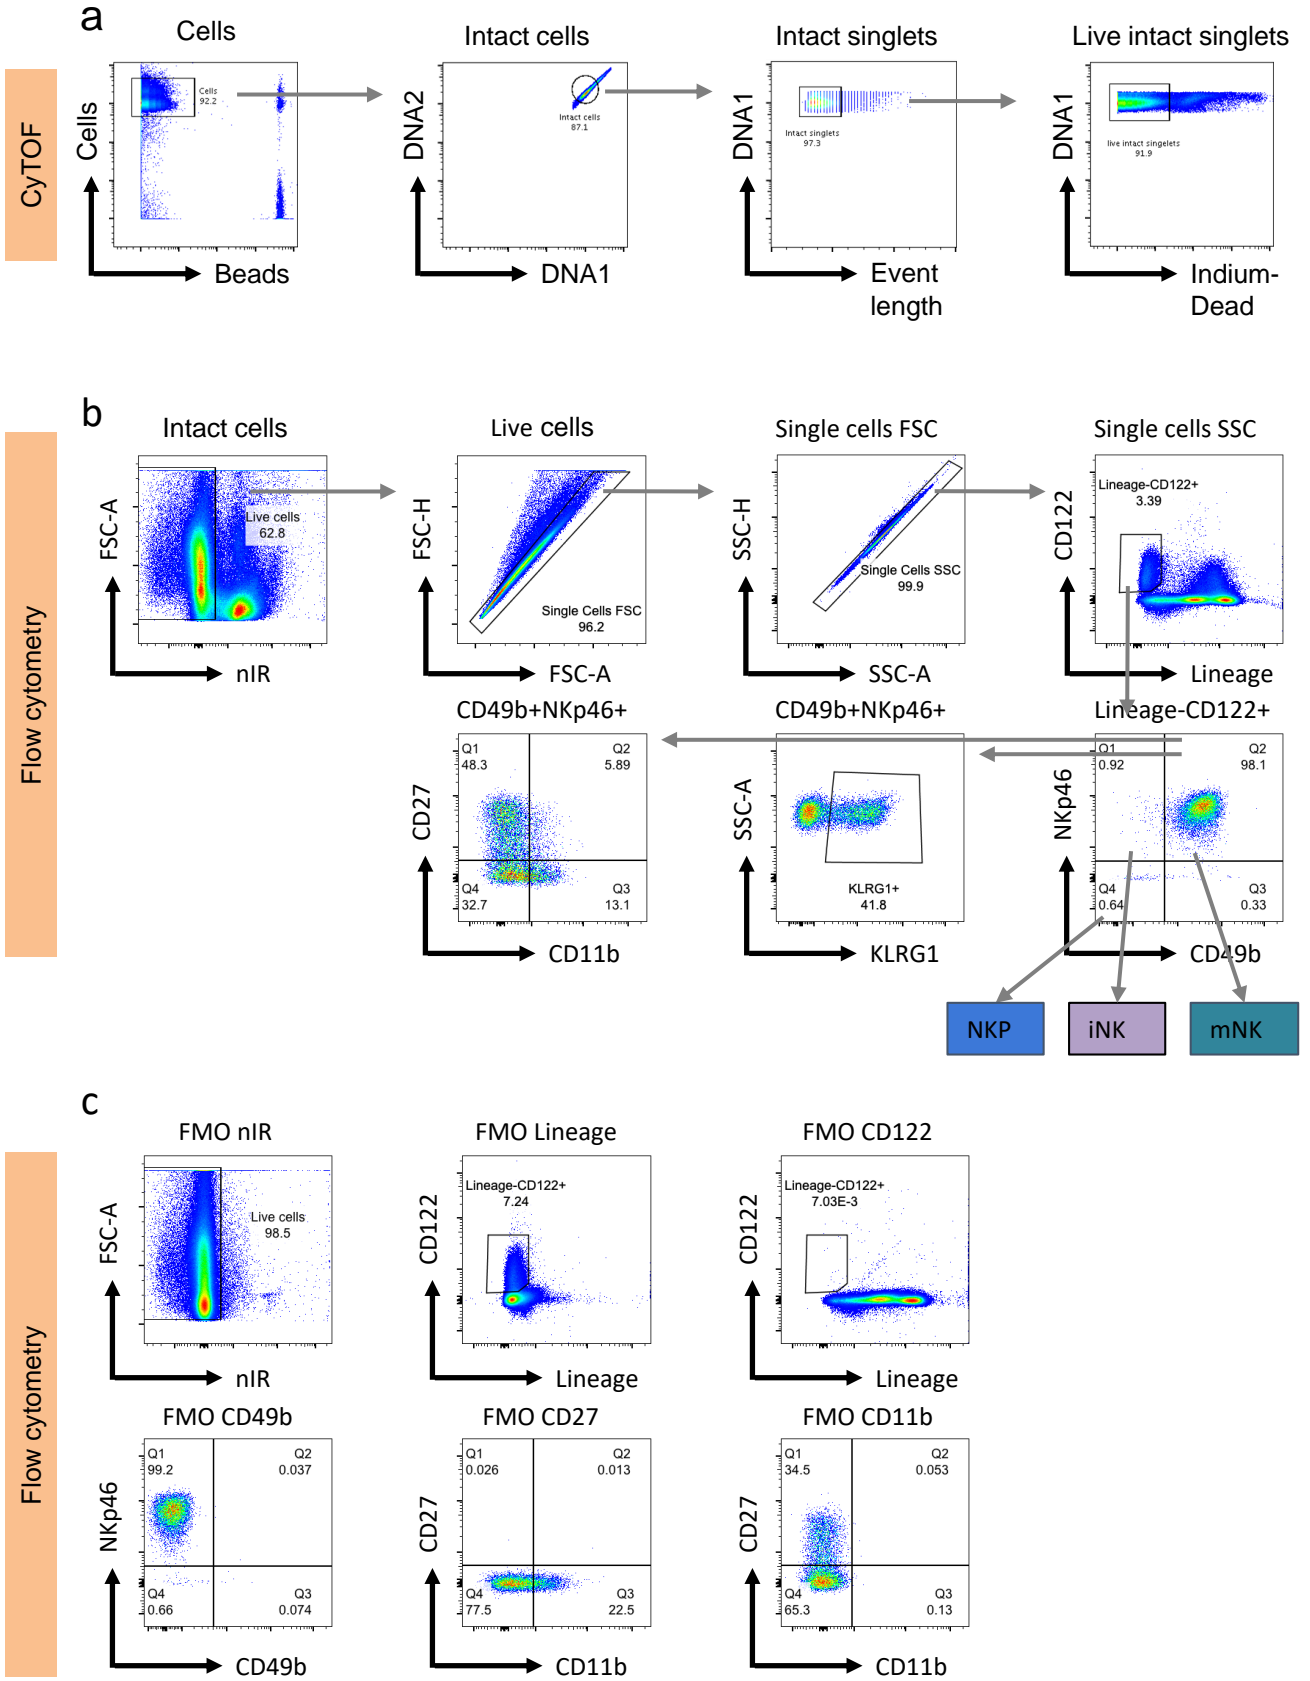 a
CyTOF
Cells
Intact cells
Intact singlets
Live intact singlets
Cells
92.2
Cells
Beads
Intact cells
87.1
DNA2
DNA1
Intact singlets
97.3
DNA1
Event
length
live intact singelets
91.9
DNA1
Indium-
Dead
b
Flow cytometry
Intact cells
Live cells
Single cells FSC
Single cells SSC
Live cells
62.8
FSC-A
nIR
Single Cells FSC
96.2
FSC-H
FSC-A
Single Cells SSC
99.9
SSC-H
SSC-A
Lineage-CD122+
3.39
CD122
Lineage
CD49b+NKp46+
CD49b+NKp46+
Lineage-CD122+
Q1
48.3
Q2
5.89
Q4
32.7
Q3
13.1
CD27
CD11b
KLRG1+
41.8
SSC-A
KLRG1
Q1
0.92
Q2
98.1
Q4
0.64
Q3
0.33
NKp46
CD49b
NKP
iNK
mNK
c
Flow cytometry
FMO nIR
FMO Lineage
FMO CD122
Live cells
98.5
FSC-A
nIR
Lineage-CD122+
7.24
CD122
Lineage
Lineage-CD122+
7.03E-3
CD122
Lineage
FMO CD49b
FMO CD27
FMO CD11b
Q1
99.2
Q2
0.037
Q4
0.66
Q3
0.074
NKp46
CD49b
Q1
0.026
Q2
0.013
Q4
77.5
Q3
22.5
CD27
CD11b
Q1
34.5
Q2
0.053
Q4
65.3
Q3
0.13
CD27
CD11b